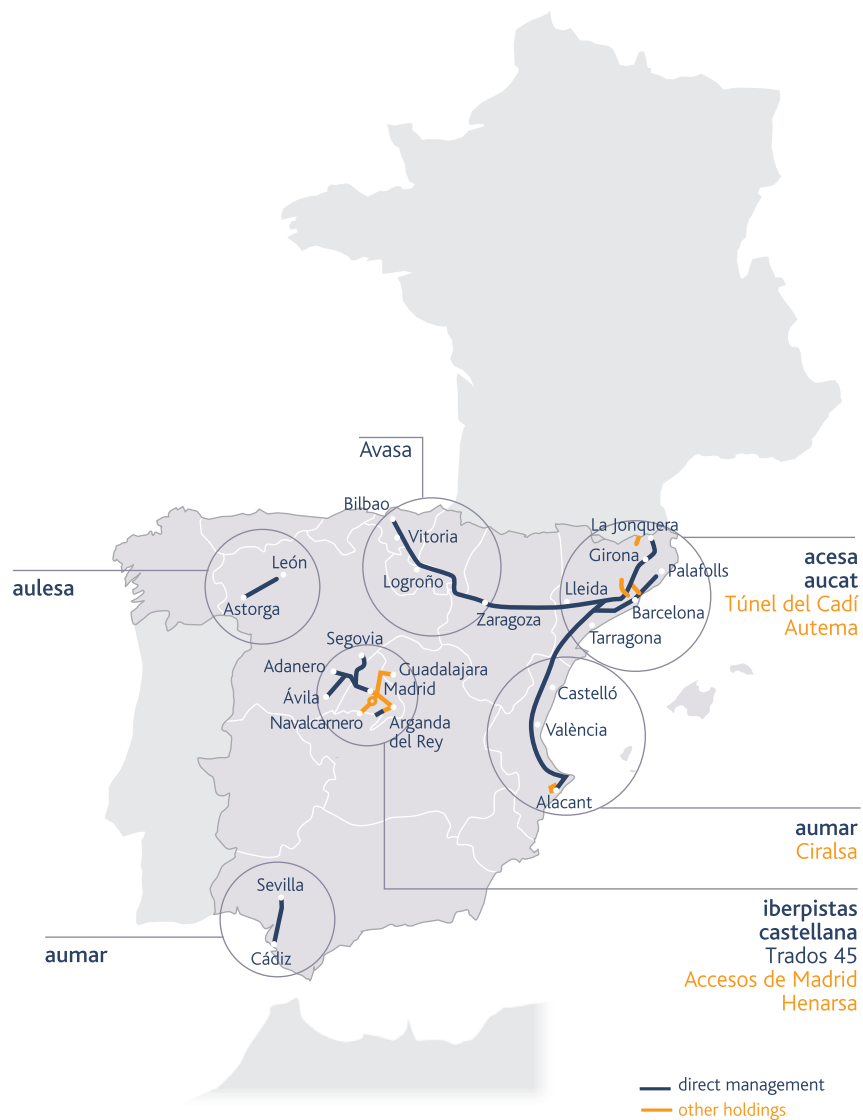 Avasa
Bilbao
Vitoria
Logroño
Zaragoza
La Jonquera
Girona
Palafolls
Lleida
Barcelona
Tarragona
acesa
aucat
Túnel del Cadí
Autema
aulesa
León
Astorga
Segovia
Adanero
Guadalajara
Ávila
Madrid
Navalcarnero
Arganda
del Rey
Castelló
València
Alacant
aumar
Ciralsa
iberpistas
castellana
Trados 45
Accesos de Madrid
Henarsa
Sevilla
aumar
Cádiz
direct management
other holdings